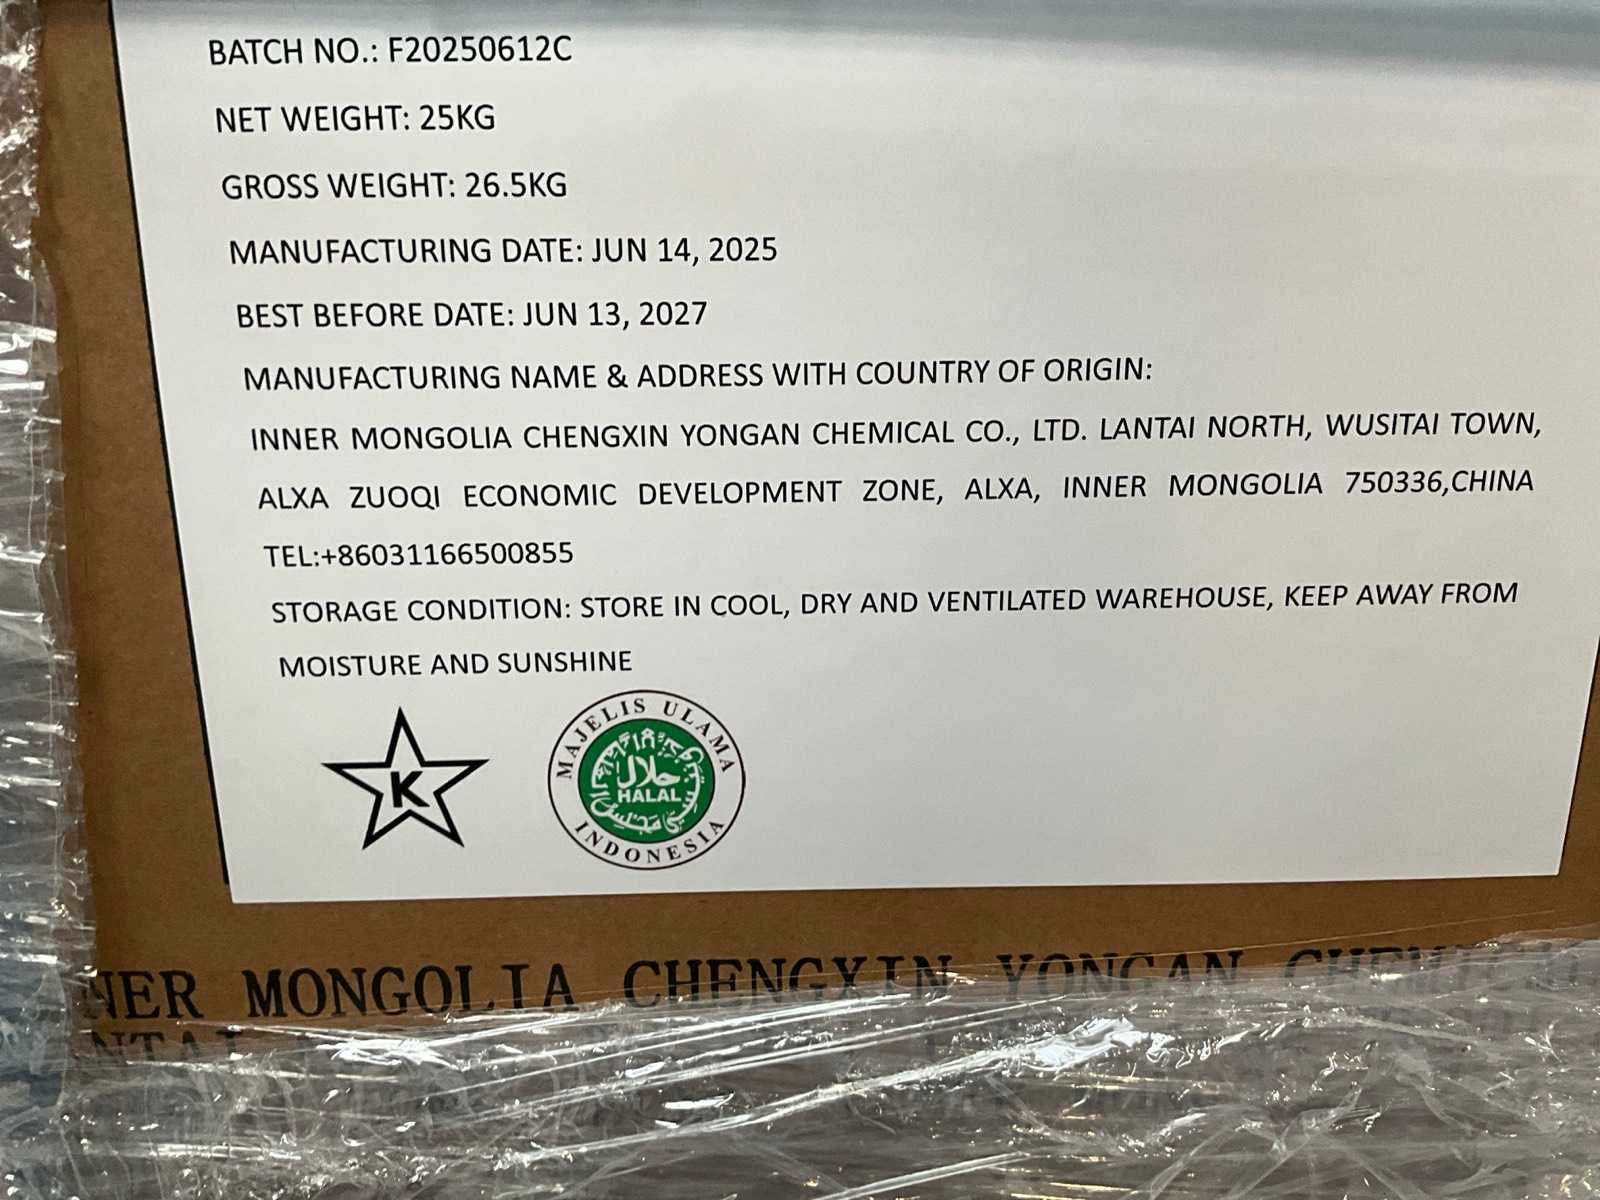 BATCH NO.: F20250612C
NET WEIGHT: 25KG
GROSS WEIGHT: 26.5KG
MANUFACTURING DATE: JUN 14, 2025
BEST BEFORE DATE: JUN 13, 2027
MANUFACTURING NAME & ADDRESS WITH COUNTRY OF ORIGIN:
INNER MONGOLIA CHENGXIN YONGAN CHEMICAL CO., LTD. LANTAI NORTH, WUSITAI TOWN,
ALXA ZUOQI ECONOMIC DEVELOPMENT ZONE, ALXA, INNER MONGOLIA 750336,CHINA
TEL:+86031166500855
STORAGE CONDITION: STORE IN COOL, DRY AND VENTILATED WAREHOUSE, KEEP AWAY FROM
MOISTURE AND SUNSHINE
K
MAJELIS ULAMA
حلال
HALAL
INDONESIA
NER MONGOLIA CHENGXIN YONGAN